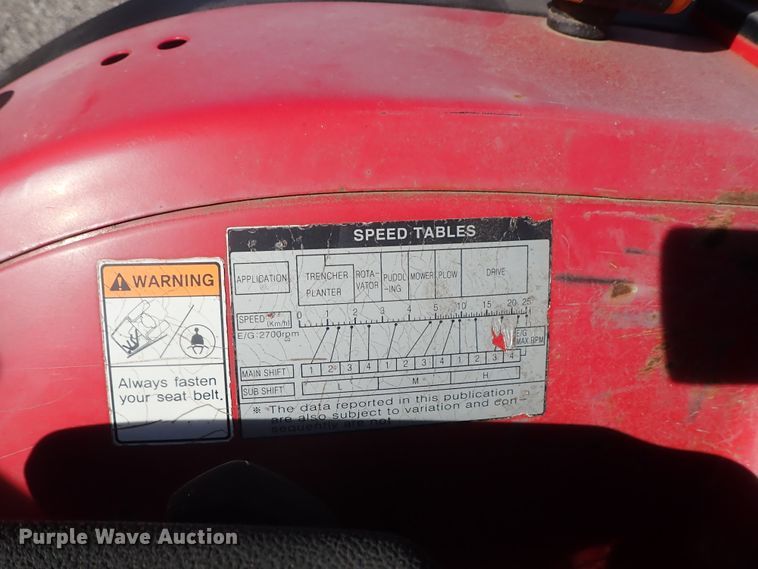 SPEED TABLES
APPLICATION
TRENCHER
PLANTER
ROTA-
VATOR
PUDDL
-ING
MOWER
PLOW
DRIVE
SPEED (Km/h)
0 1 2 3 4 5 10 15 20 25
E/G:2700rpm
E/G
MAX RPM
MAIN SHIFT 1 2 3 4 1 2 3 4 1 2 3 4
SUB SHIFT L M H
※ The data reported in this publication
are also subject to variation and con-
sequently are not
WARNING
Always fasten
your seat belt.
Purple Wave Auction